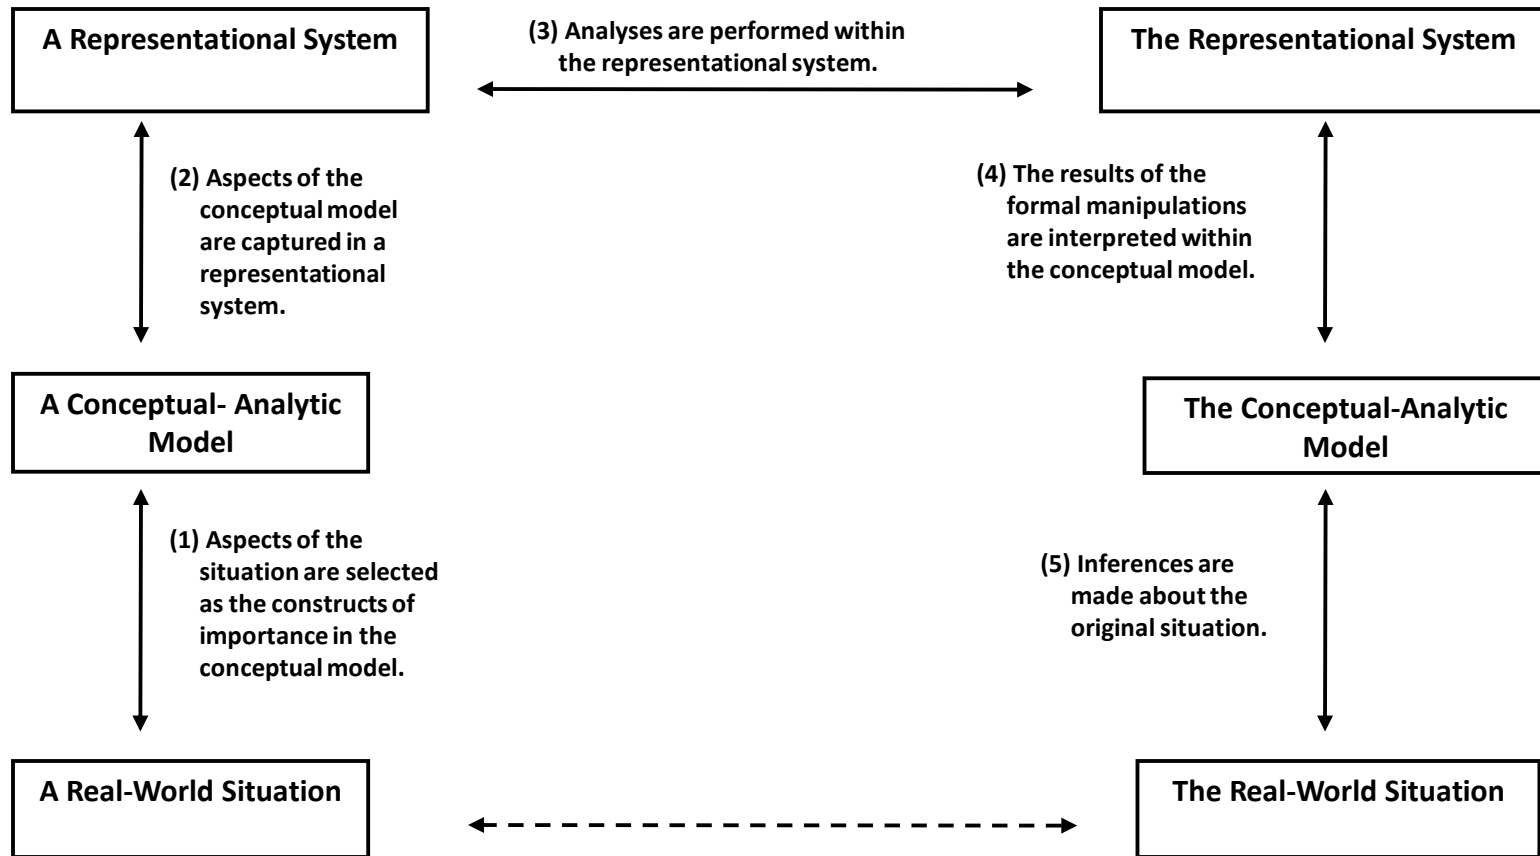 A Representational System
(3) Analyses are performed within
the representational system.
The Representational System
(2) Aspects of the
conceptual model
are captured in a
representational
system.
(4) The results of the
formal manipulations
are interpreted within
the conceptual model.
A Conceptual- Analytic
Model
The Conceptual-Analytic
Model
(1) Aspects of the
situation are selected
as the constructs of
importance in the
conceptual model.
(5) Inferences are
made about the
original situation.
A Real-World Situation
The Real-World Situation